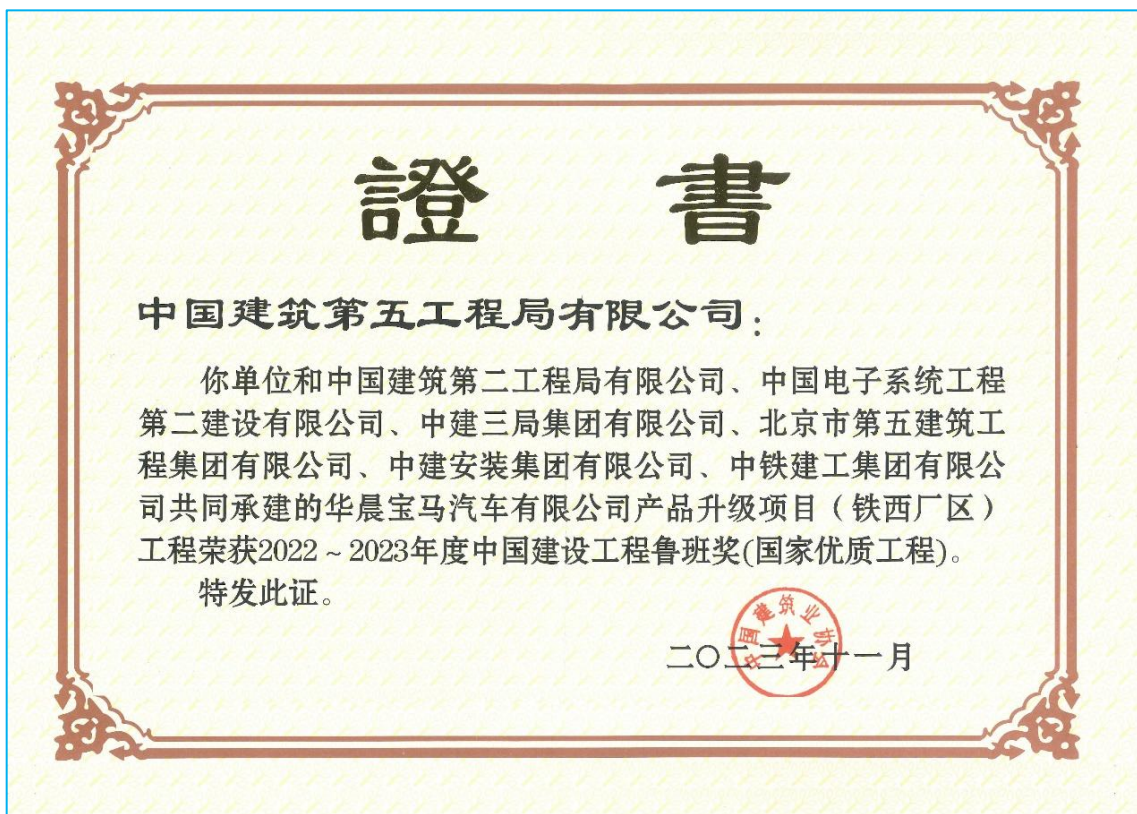 證 書
中国建筑第五工程局有限公司：
你单位和中国建筑第二工程局有限公司、中国电子系统工程
第二建设有限公司、中建三局集团有限公司、北京市第五建筑工
程集团有限公司、中建安装集团有限公司、中铁建工集团有限公
司共同承建的华晨宝马汽车有限公司产品升级项目（铁西厂区）
工程荣获2022～2023年度中国建设工程鲁班奖(国家优质工程)。
特发此证。
中国建筑业协会
二〇二三年十一月